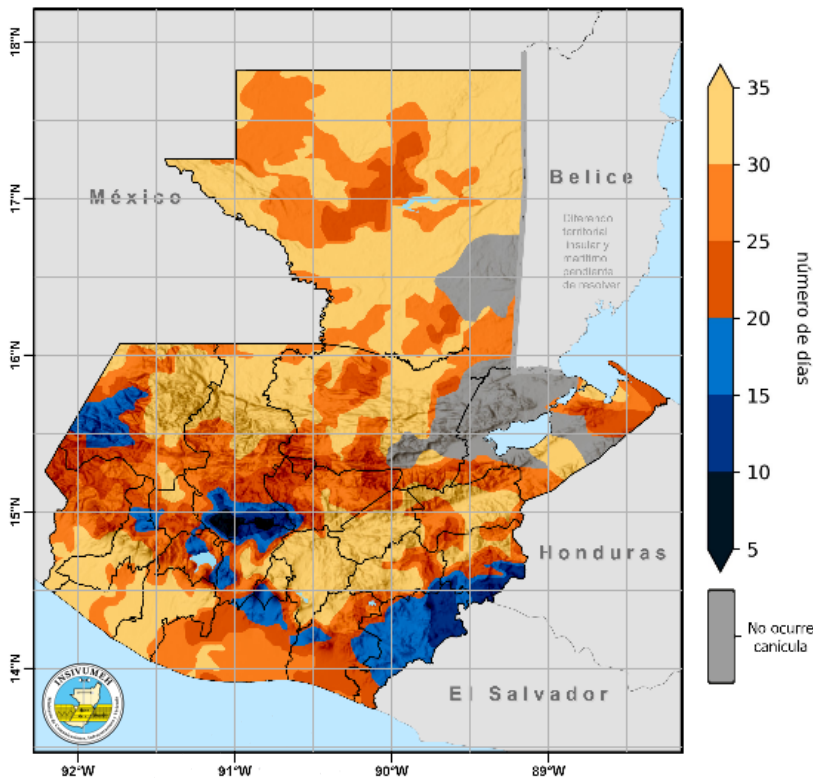 18°N
17°N
16°N
15°N
14°N
92°W
91°W
90°W
89°W
México
Belice
Diferendo
territorial
insular y
marítimo
pendiente
de resolver
Honduras
El Salvador
INSIVUMEH
35
30
25
20
15
10
5
número de días
No ocurre
canícula